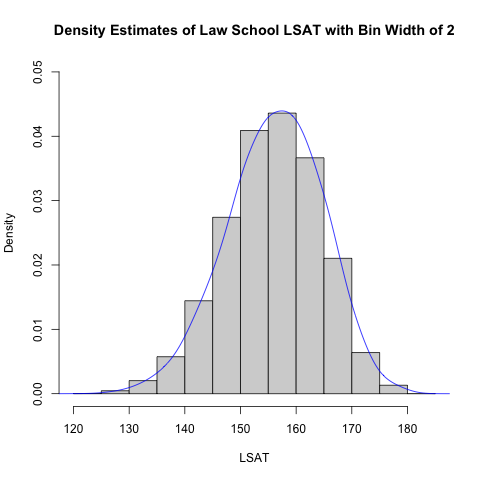 Density Estimates of Law School LSAT with Bin Width of 2
Density
0.05
0.04
0.03
0.02
0.01
0.00
120 130 140 150 160 170 180
LSAT